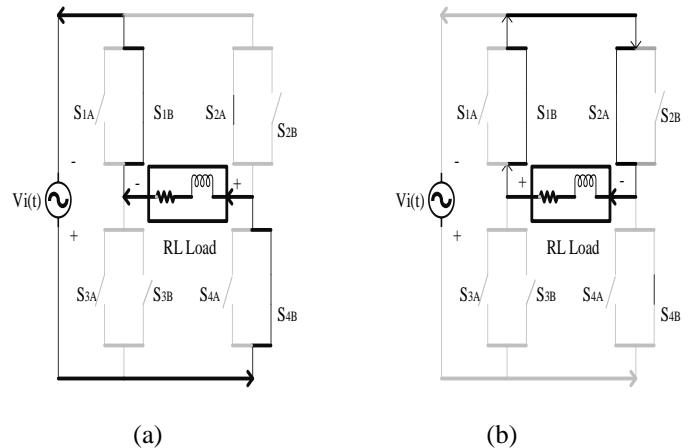 S1A S1B S2A S2B
-
Vi(t)
+
- +
RL Load
S3A S3B S4A S4B
(a)
S1A S1B S2A S2B
-
Vi(t)
+
+ -
RL Load
S3A S3B S4A S4B
(b)